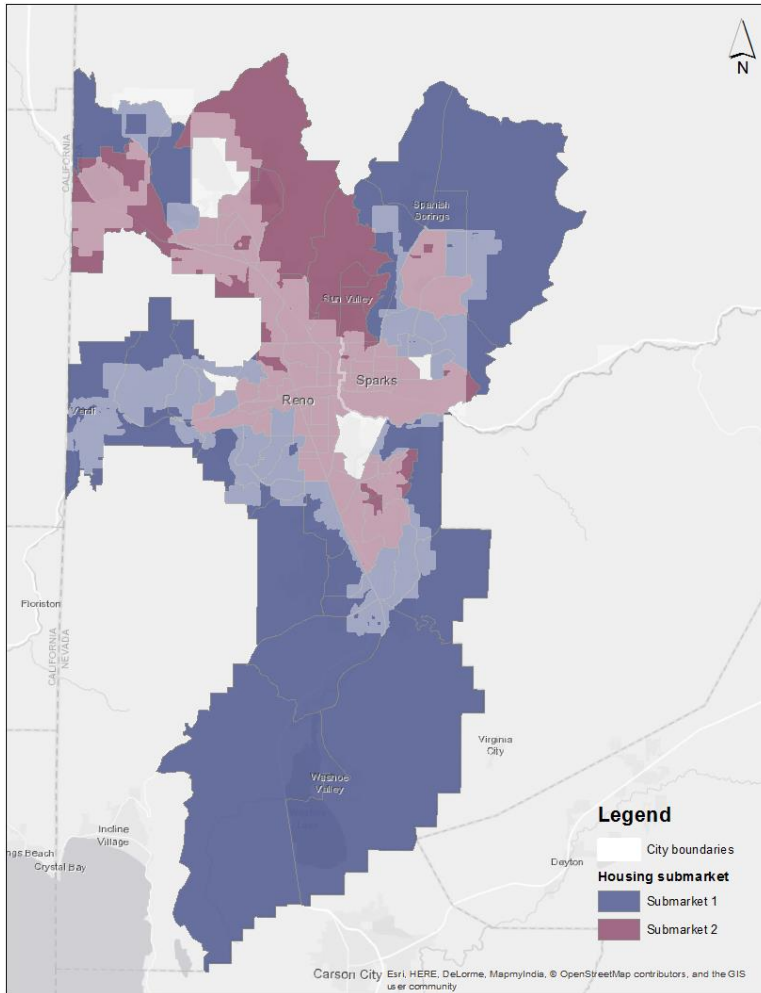 N
CALIFORNIA
Spanish
Springs
Sun Valley
Sparks
Reno
Verdi
Floriston
CALIFORNIA
NEVADA
Virginia
City
Washoe
Valley
Incline
Village
ngs Beach
Crystal Bay
Dayton
Carson City
Legend
City boundaries
Housing submarket
Submarket 1
Submarket 2
Esri, HERE, DeLorme, MapmyIndia, © OpenStreetMap contributors, and the GIS
user community